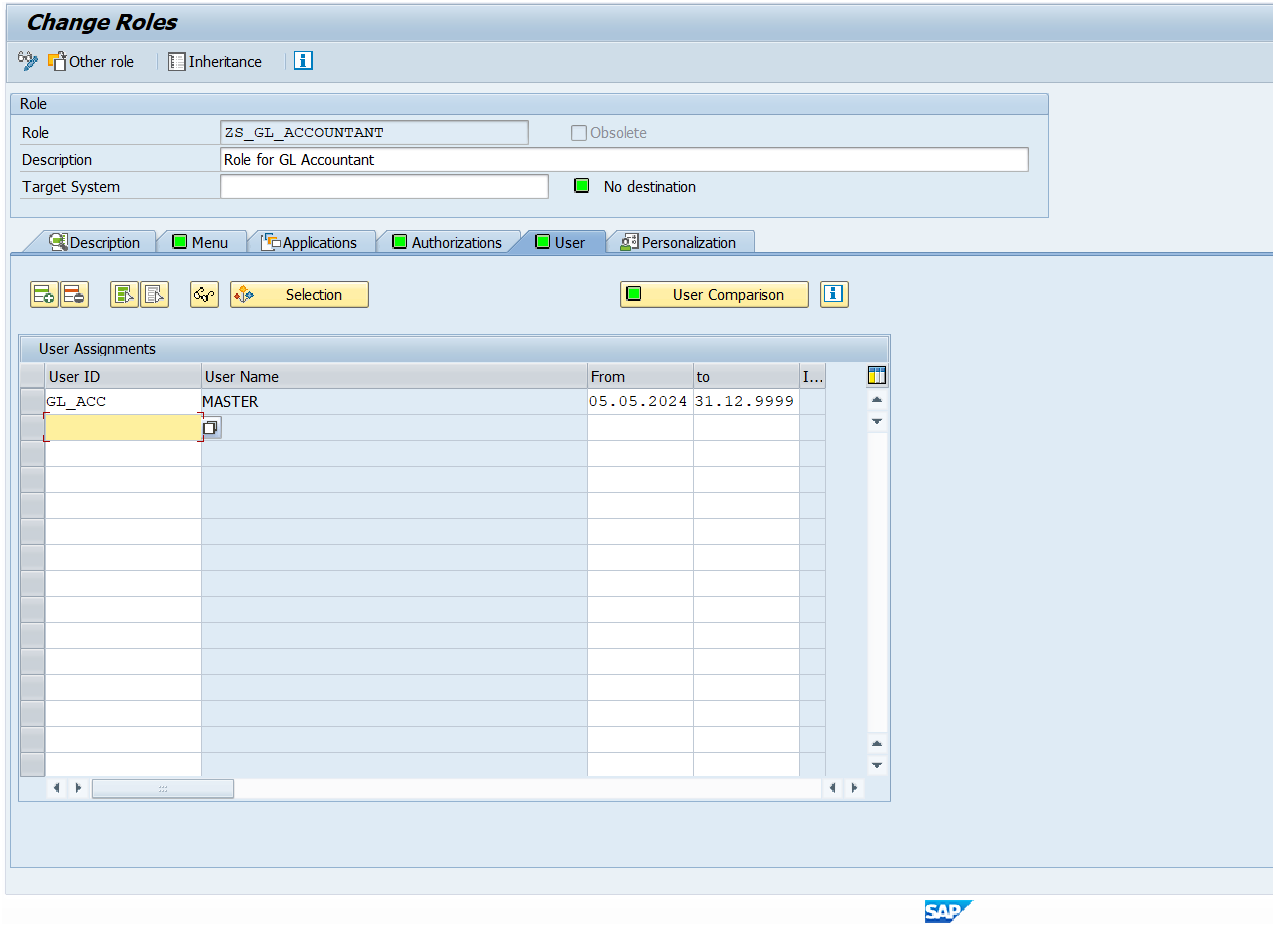 Change Roles
Other role Inheritance
Role
Role ZS_GL_ACCOUNTANT Obsolete
Description Role for GL Accountant
Target System No destination
Description Menu Applications Authorizations User Personalization
Selection User Comparison
User Assignments
User ID User Name From to I...
GL_ACC MASTER 05.05.2024 31.12.9999
SAP